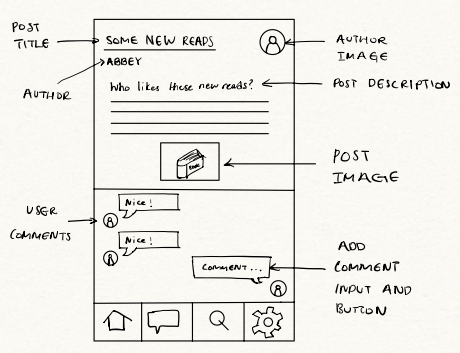 POST
TITLE
SOME NEW READS
AUTHOR
IMAGE
ABBEY
AUTHOR
Who likes these new reads?
POST DESCRIPTION
BOOK
POST
IMAGE
USER
COMMENTS
Nice!
Nice!
COMMENT...
ADD
COMMENT
INPUT AND
BUTTON